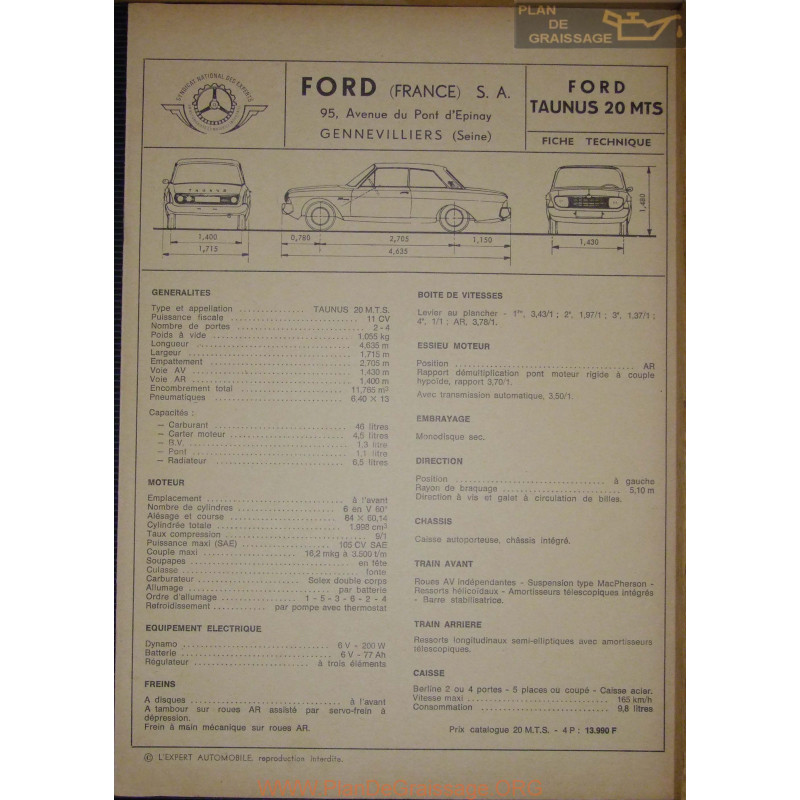 PLAN
DE
GRAISSAGE
SYNDICAT NATIONAL DES EXPERTS
FORD (FRANCE) S. A.
95, Avenue du Pont d'Epinay
GENNEVILLIERS (Seine)
FORD
TAUNUS 20 MTS
FICHE TECHNIQUE
TAUNUS
1,400
1,715
0,780
2,705
1,150
4,635
1,430
1,480
GENERALITES
Type et appellation TAUNUS 20 M.T.S.
Puissance fiscale 11 CV
Nombre de portes 2 - 4
Poids à vide 1.055 kg
Longueur 4,635 m
Largeur 1,715 m
Empattement 2,705 m
Voie AV 1,430 m
Voie AR 1,400 m
Encombrement total 11,765 m²
Pneumatiques 6,40 × 13
Capacités :
— Carburant 46 litres
— Carter moteur 4,5 litres
— B.V. 1,3 litre
— Pont 1,1 litre
— Radiateur 6,5 litres
MOTEUR
Emplacement à l'avant
Nombre de cylindres 6 en V 60°
Alésage et course 84 × 60,14
Cylindrée totale 1.998 cm3
Taux compression 9/1
Puissance maxi (SAE) 105 CV SAE
Couple maxi 16,2 mkg à 3.500 t/m
Soupapes en tête
Culasse fonte
Carburateur Solex double corps
Allumage par batterie
Ordre d'allumage 1 - 5 - 3 - 6 - 2 - 4
Refroidissement par pompe avec thermostat
EQUIPEMENT ELECTRIQUE
Dynamo 6 V - 200 W
Batterie 6 V - 77 Ah
Régulateur à trois éléments
FREINS
A disques à l'avant
A tambour sur roues AR assisté par servo-frein à
dépression.
Frein à main mécanique sur roues AR.
BOITE DE VITESSES
Levier au plancher - 1re, 3,43/1 ; 2e, 1,97/1 ; 3e, 1,37/1 ;
4e, 1/1 ; AR, 3,78/1.
ESSIEU MOTEUR
Position AR
Rapport démultiplication pont moteur rigide à couple
hypoïde, rapport 3,70/1.
Avec transmission automatique, 3,50/1.
EMBRAYAGE
Monodisque sec.
DIRECTION
Position à gauche
Rayon de braquage 5,10 m
Direction à vis et galet à circulation de billes.
CHASSIS
Caisse autoporteuse, châssis intégré.
TRAIN AVANT
Roues AV indépendantes - Suspension type MacPherson -
Ressorts hélicoïdaux - Amortisseurs télescopiques intégrés
- Barre stabilisatrice.
TRAIN ARRIERE
Ressorts longitudinaux semi-elliptiques avec amortisseurs
télescopiques.
CAISSE
Berline 2 ou 4 portes - 5 places ou coupé - Caisse acier.
Vitesse maxi 165 km/h
Consommation 9,8 litres
Prix catalogue 20 M.T.S. - 4 P : 13.990 F
© L'EXPERT AUTOMOBILE, reproduction interdite.
www.PlanDeGraissage.ORG